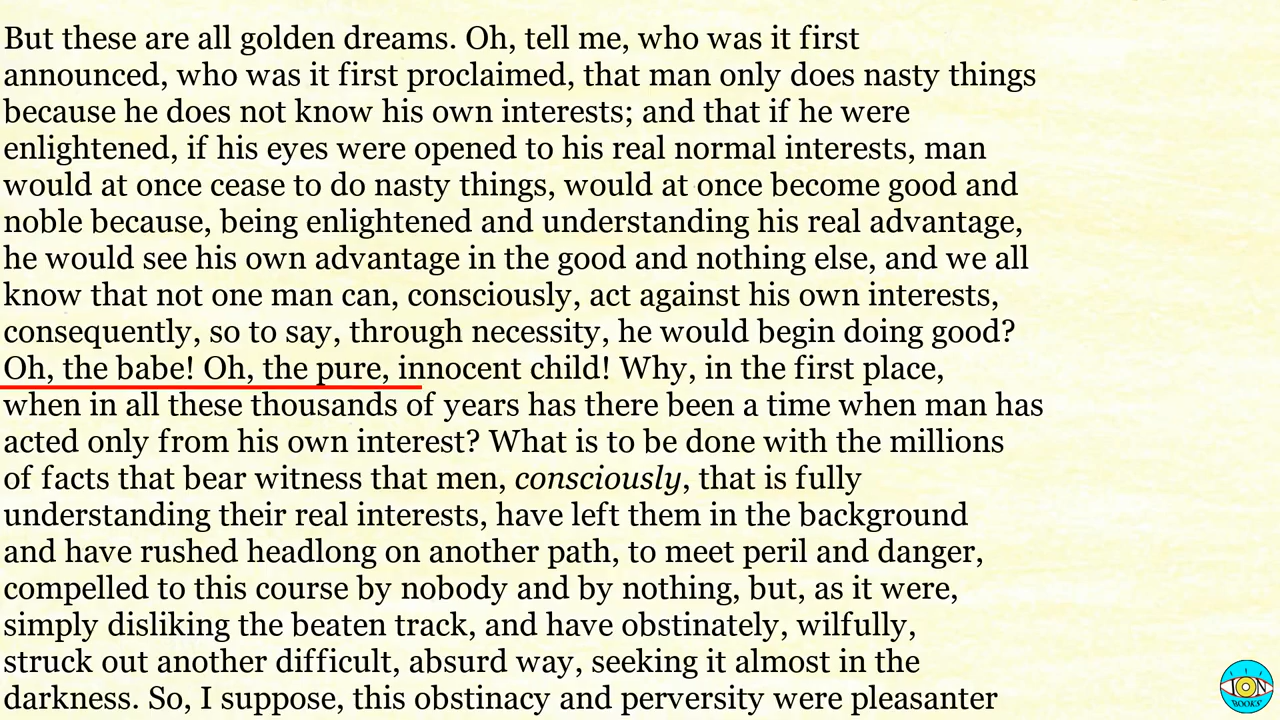 But these are all golden dreams. Oh, tell me, who was it first
announced, who was it first proclaimed, that man only does nasty things
because he does not know his own interests; and that if he were
enlightened, if his eyes were opened to his real normal interests, man
would at once cease to do nasty things, would at once become good and
noble because, being enlightened and understanding his real advantage,
he would see his own advantage in the good and nothing else, and we all
know that not one man can, consciously, act against his own interests,
consequently, so to say, through necessity, he would begin doing good?
Oh, the babe! Oh, the pure, innocent child! Why, in the first place,
when in all these thousands of years has there been a time when man has
acted only from his own interest? What is to be done with the millions
of facts that bear witness that men, consciously, that is fully
understanding their real interests, have left them in the background
and have rushed headlong on another path, to meet peril and danger,
compelled to this course by nobody and by nothing, but, as it were,
simply disliking the beaten track, and have obstinately, wilfully,
struck out another difficult, absurd way, seeking it almost in the
darkness. So, I suppose, this obstinacy and perversity were pleasanter
ION
BOOKS